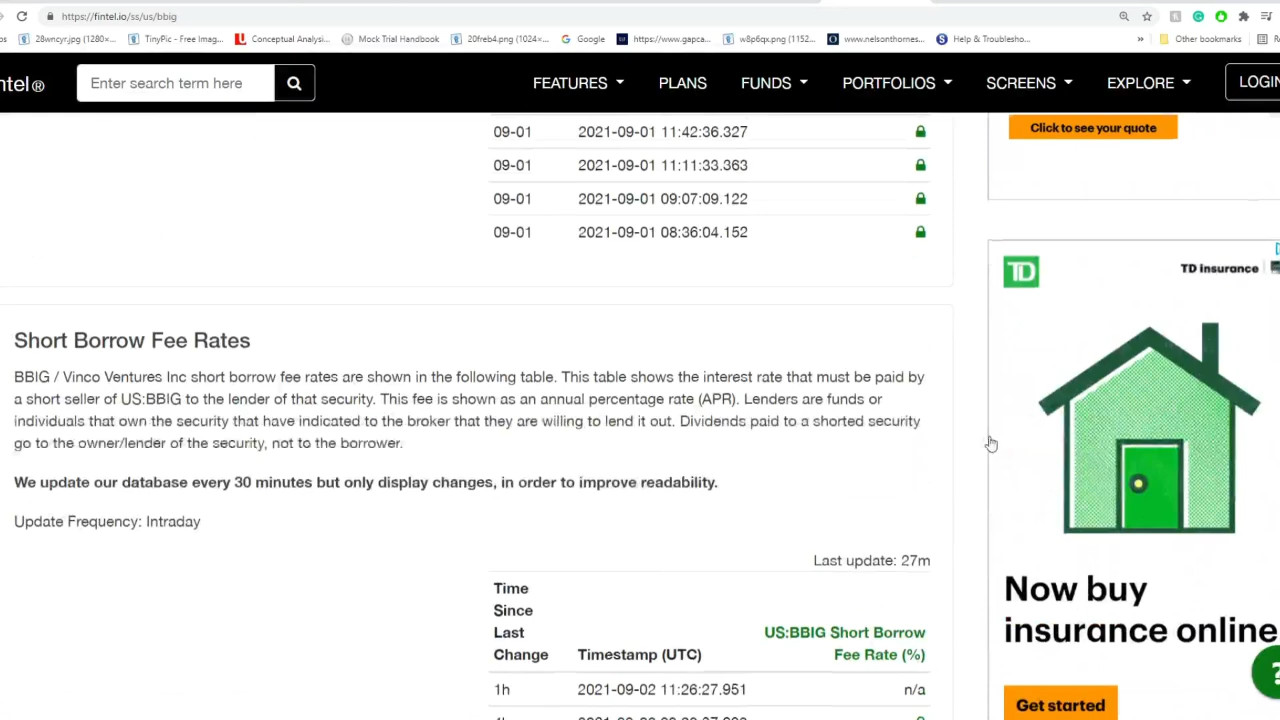 https://fintel.io/ss/us/bbig
28wncyr.jpg (1280×... TinyPic - Free Imag... Conceptual Analysi... Mock Trial Handbook 20freb4.png (1024×... Google https://www.gapca... w8p6qx.png (1152... www.nelsonthornes... Help & Troublesho... » Other bookmarks
ntel® Enter search term here FEATURES PLANS FUNDS PORTFOLIOS SCREENS EXPLORE LOGIN
09-01 2021-09-01 11:42:36.327
09-01 2021-09-01 11:11:33.363
09-01 2021-09-01 09:07:09.122
09-01 2021-09-01 08:36:04.152
Short Borrow Fee Rates
BBIG / Vinco Ventures Inc short borrow fee rates are shown in the following table. This table shows the interest rate that must be paid by
a short seller of US:BBIG to the lender of that security. This fee is shown as an annual percentage rate (APR). Lenders are funds or
individuals that own the security that have indicated to the broker that they are willing to lend it out. Dividends paid to a shorted security
go to the owner/lender of the security, not to the borrower.
We update our database every 30 minutes but only display changes, in order to improve readability.
Update Frequency: Intraday
Last update: 27m
Time
Since
Last
Change
Timestamp (UTC)
US:BBIG Short Borrow
Fee Rate (%)
1h 2021-09-02 11:26:27.951 n/a
Click to see your quote
TD
TD insurance
Now buy
insurance online
Get started
?